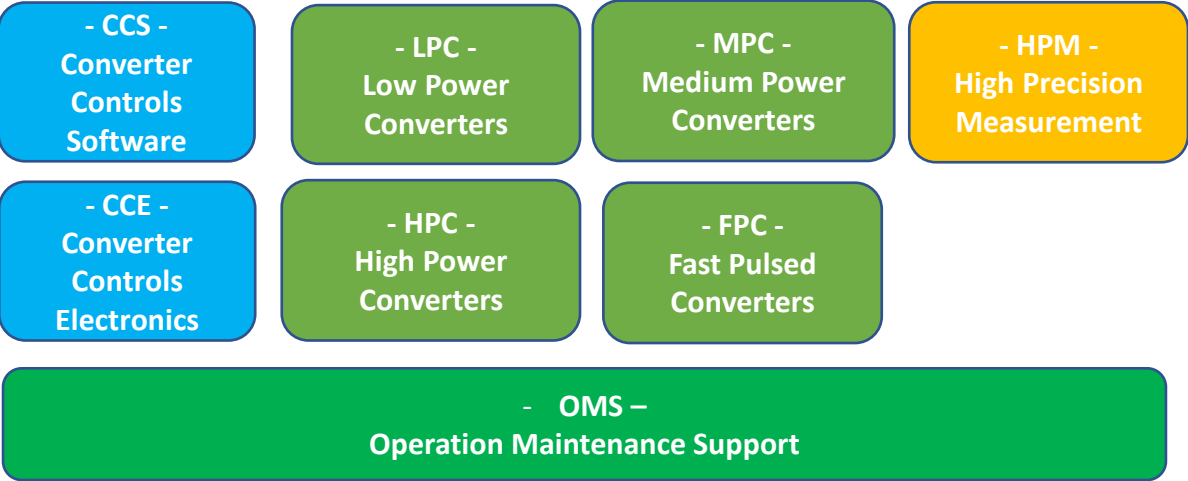 - CCS -
Converter
Controls
Software
- LPC -
Low Power
Converters
- MPC -
Medium Power
Converters
- HPM -
High Precision
Measurement
- CCE -
Converter
Controls
Electronics
- HPC -
High Power
Converters
- FPC -
Fast Pulsed
Converters
- OMS –
Operation Maintenance Support